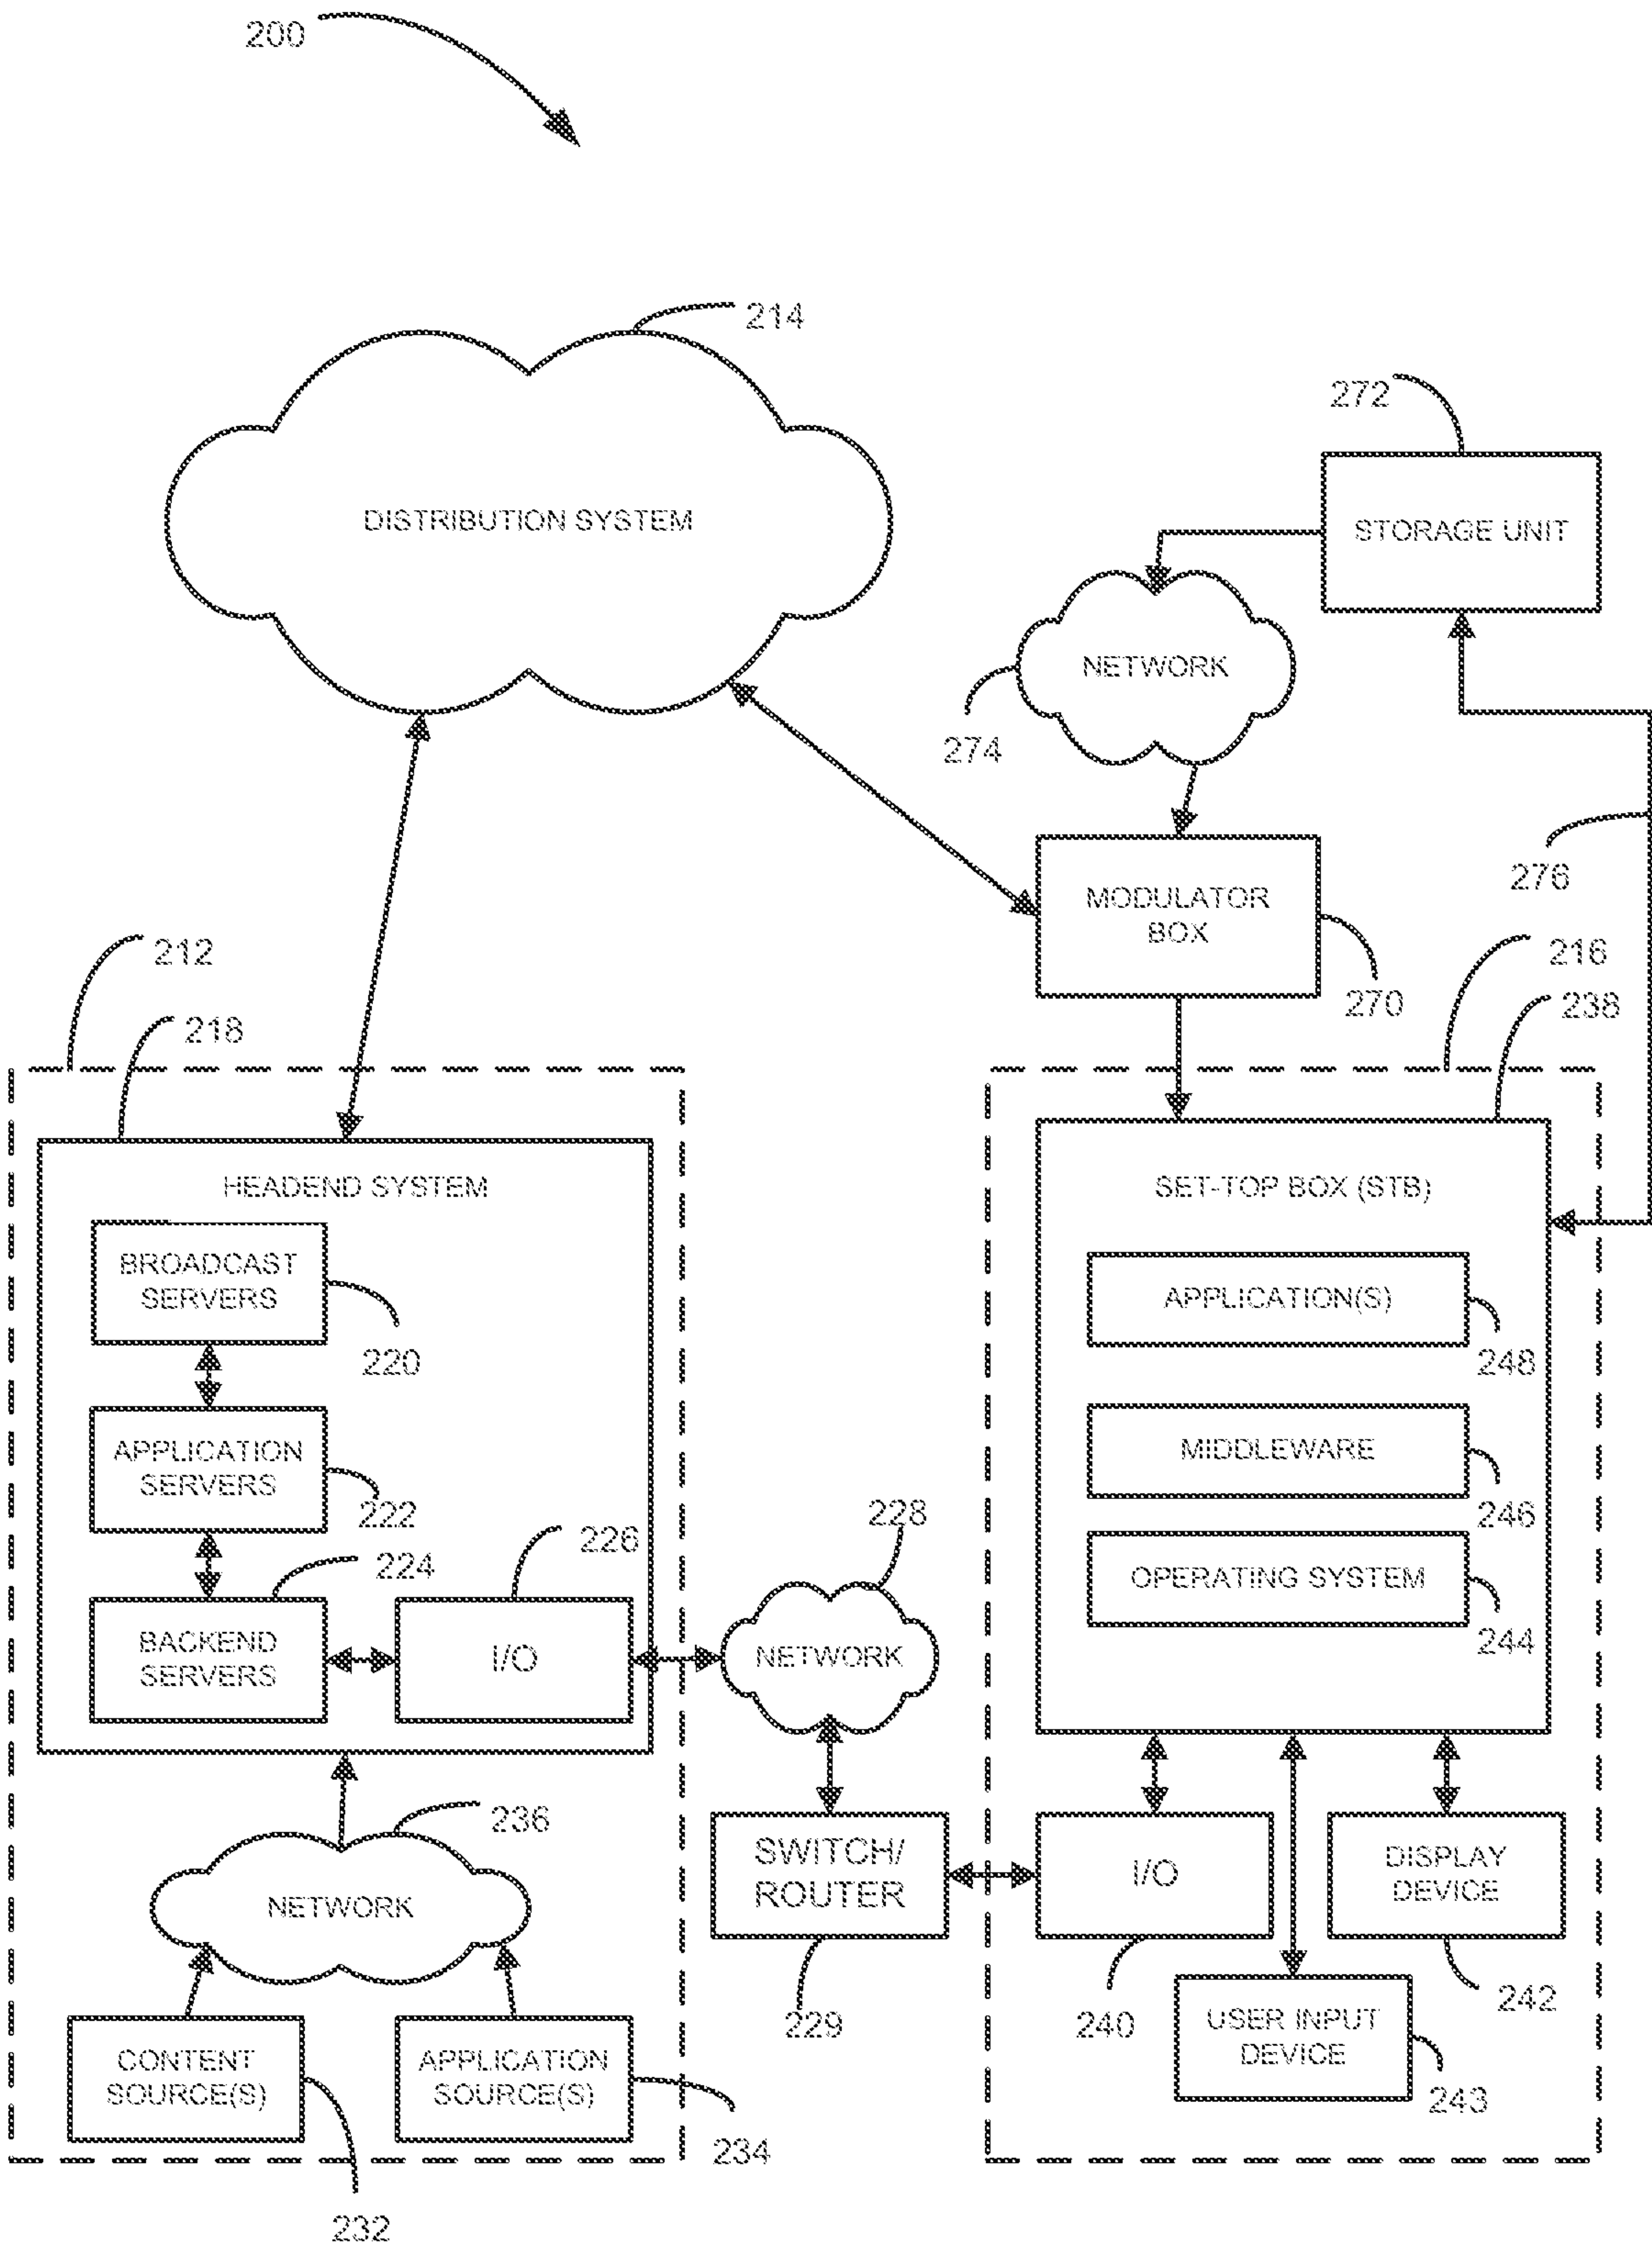 200
214
DISTRIBUTION SYSTEM
272
STORAGE UNIT
NETWORK
274
276
MODULATOR
BOX
270
212
218
216
238
HEADEND SYSTEM
BROADCAST
SERVERS
220
APPLICATION
SERVERS
222
224
226
BACKEND
SERVERS
I/O
228
NETWORK
SET-TOP BOX (STB)
APPLICATION(S)
248
MIDDLEWARE
246
OPERATING SYSTEM
244
236
NETWORK
SWITCH/
ROUTER
229
I/O
240
DISPLAY
DEVICE
242
USER INPUT
DEVICE
243
CONTENT
SOURCE(S)
232
APPLICATION
SOURCE(S)
234